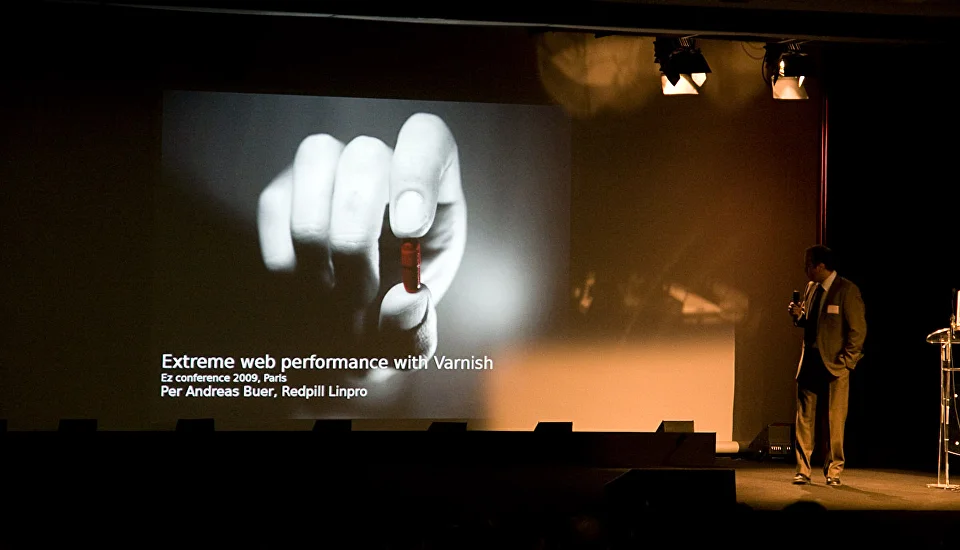 Extreme web performance with Varnish
Ez conference 2009, Paris
Per Andreas Buer, Redpill Linpro